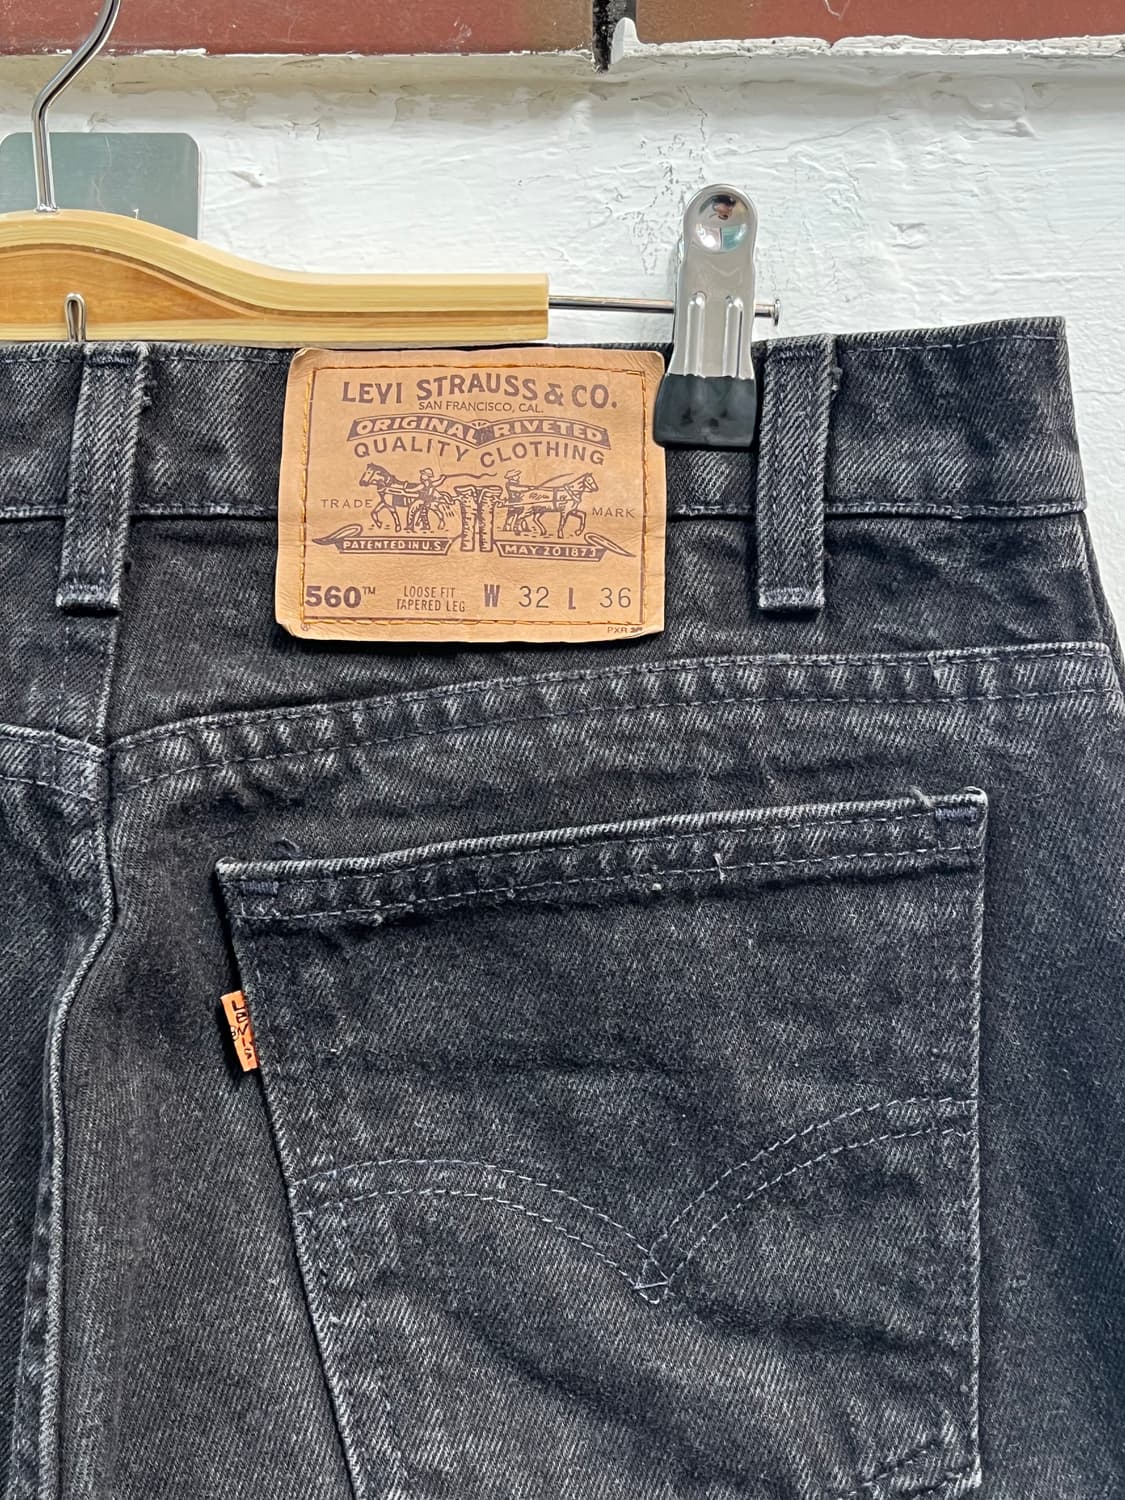 LEVI STRAUSS & CO.
SAN FRANCISCO, CAL.
ORIGINAL RIVETED
QUALITY CLOTHING
TRADE MARK
PATENTED IN U.S. MAY 20 1873
560™ LOOSE FIT TAPERED LEG W 32 L 36
®
Levi's
®